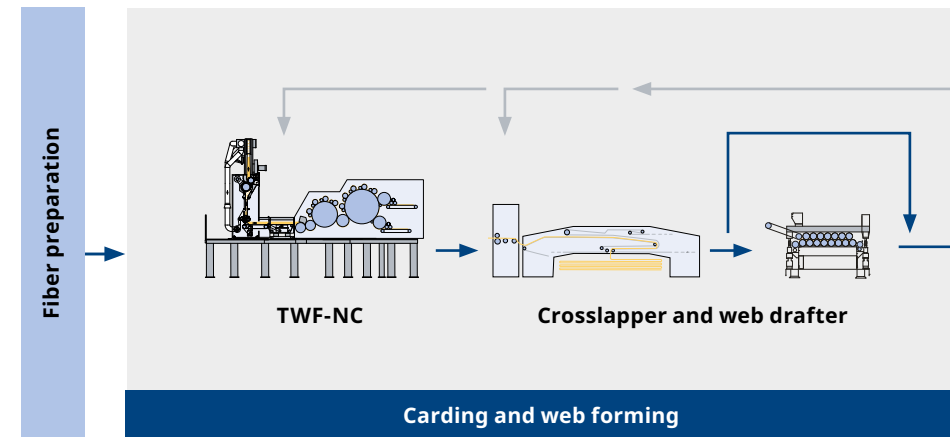 Fiber preparation
TWF-NC
Crosslapper and web drafter
Carding and web forming